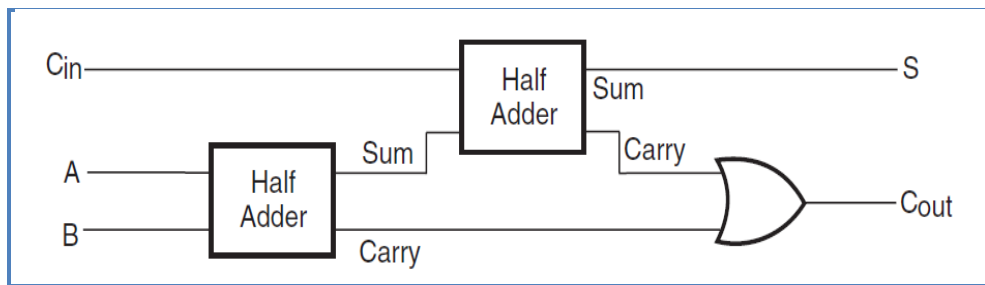 Cin
Half
Adder
Sum
S
A
Half
Adder
Sum
Carry
B
Carry
Cout